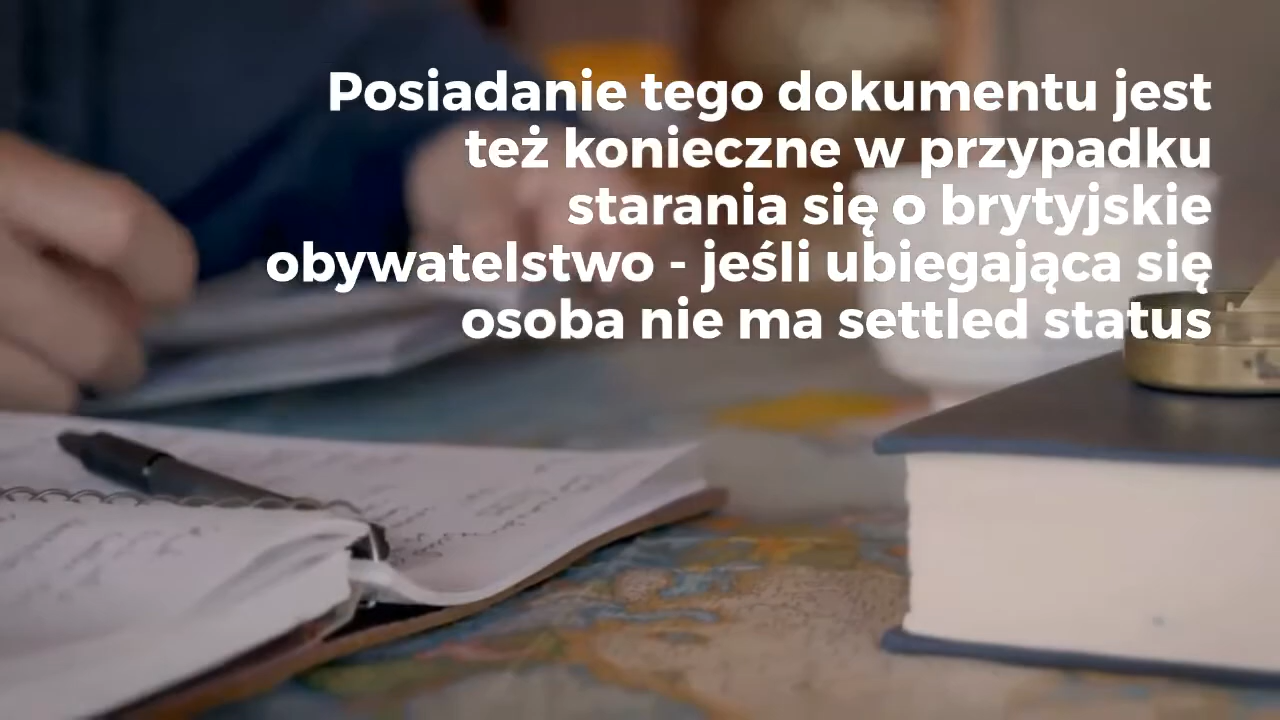 Posiadanie tego dokumentu jest
też konieczne w przypadku
starania się o brytyjskie
obywatelstwo - jeśli ubiegająca się
osoba nie ma settled status